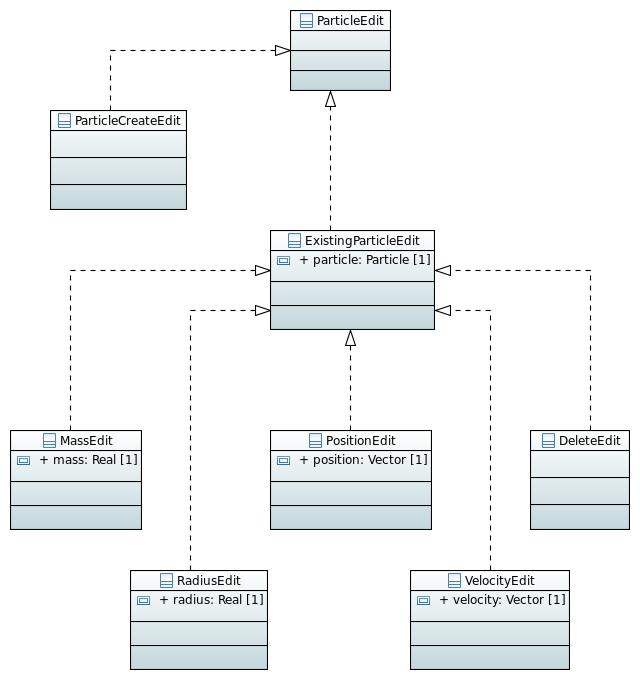 ParticleEdit
ParticleCreateEdit
ExistingParticleEdit
+ particle: Particle [1]
MassEdit
+ mass: Real [1]
PositionEdit
+ position: Vector [1]
DeleteEdit
RadiusEdit
+ radius: Real [1]
VelocityEdit
+ velocity: Vector [1]